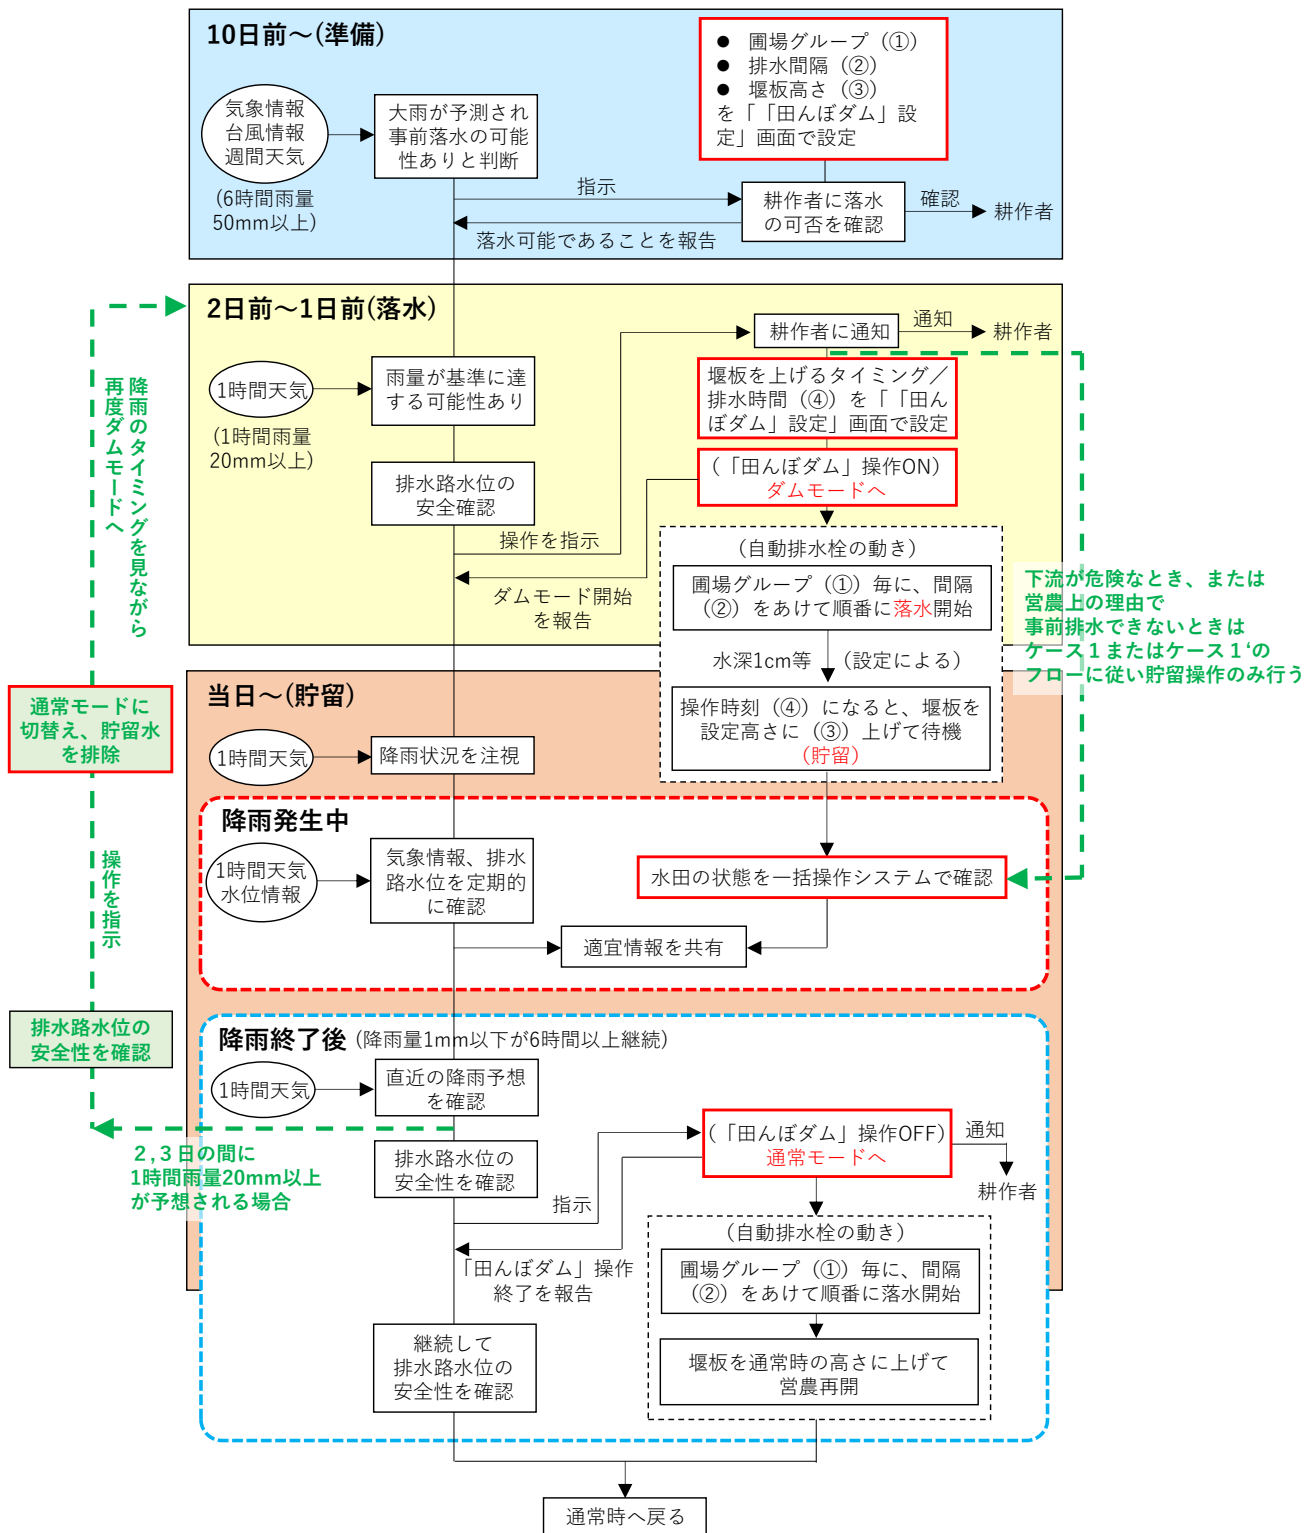 10日前～(準備)
● 圃場グループ（①）
● 排水間隔（②）
● 堰板高さ（③）
を「「田んぼダム」設
定」画面で設定
気象情報
台風情報
週間天気
(6時間雨量
50mm以上)
大雨が予測され
事前落水の可能
性ありと判断
指示
耕作者に落水
の可否を確認
確認
耕作者
落水可能であることを報告
2日前～1日前(落水)
耕作者に通知
通知
耕作者
1時間天気
(1時間雨量
20mm以上)
雨量が基準に達
する可能性あり
堰板を上げるタイミング／
排水時間（④）を「「田ん
ぼダム」設定」画面で設定
排水路水位の
安全確認
(「田んぼダム」操作ON)
ダムモードへ
操作を指示
ダムモード開始
を報告
(自動排水栓の動き)
圃場グループ（①）毎に、間隔
（②）をあけて順番に落水開始
水深1cm等
(設定による)
操作時刻（④）になると、堰板を
設定高さに（③）上げて待機
(貯留)
下流が危険なとき、または
営農上の理由で
事前排水できないときは
ケース１またはケース１‘の
フローに従い貯留操作のみ行う
降雨のタイミングを見ながら
再度ダムモードへ
通常モードに
切替え、貯留水
を排除
操作を指示
排水路水位の
安全性を確認
当日～(貯留)
1時間天気
降雨状況を注視
降雨発生中
1時間天気
水位情報
気象情報、排水
路水位を定期的
に確認
水田の状態を一括操作システムで確認
適宜情報を共有
降雨終了後 (降雨量1mm以下が6時間以上継続)
1時間天気
直近の降雨予想
を確認
２,３日の間に
1時間雨量20mm以上
が予想される場合
排水路水位の
安全性を確認
指示
(「田んぼダム」操作OFF)
通常モードへ
通知
耕作者
「田んぼダム」操作
終了を報告
(自動排水栓の動き)
圃場グループ（①）毎に、間隔
（②）をあけて順番に落水開始
堰板を通常時の高さに上げて
営農再開
継続して
排水路水位の
安全性を確認
通常時へ戻る